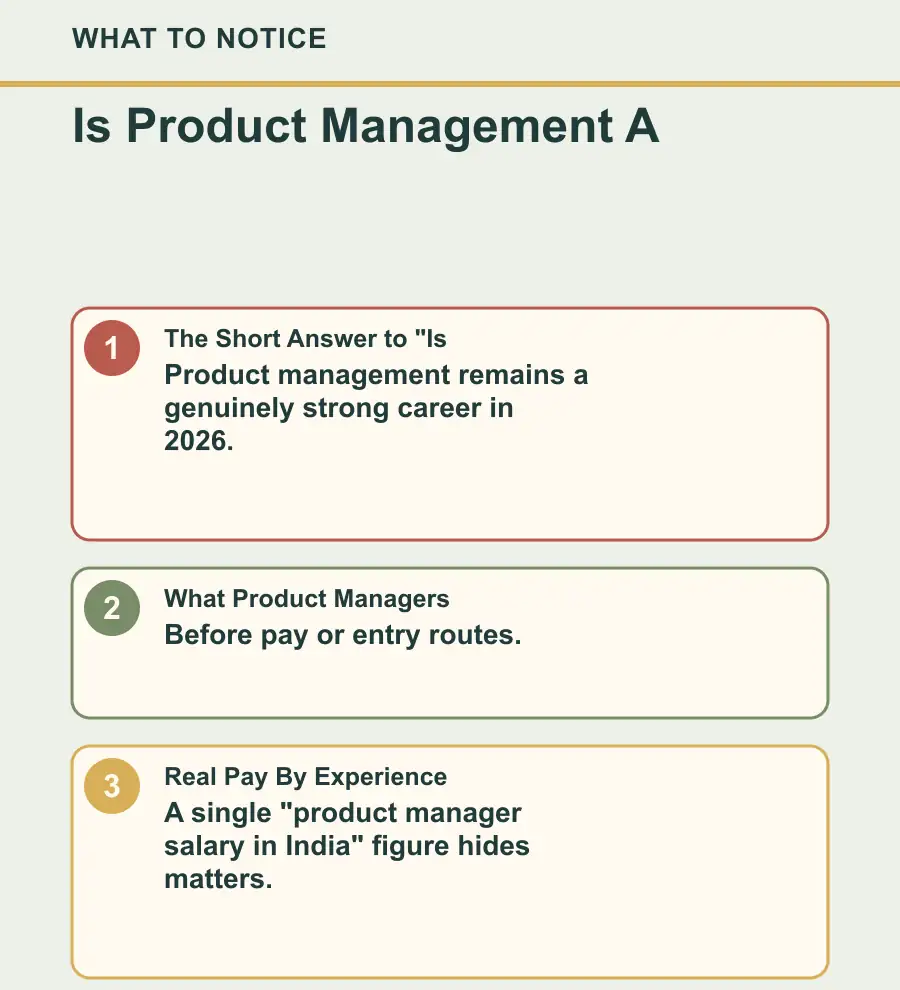 WHAT TO NOTICE
Is Product Management A
1
The Short Answer to "Is
Product management remains a
genuinely strong career in
2026.
2
What Product Managers
Before pay or entry routes.
3
Real Pay By Experience
A single "product manager
salary in India" figure hides
matters.